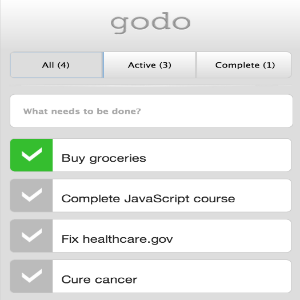 godo
All (4)
Active (3)
Complete (1)
What needs to be done?
Buy groceries
Complete JavaScript course
Fix healthcare.gov
Cure cancer